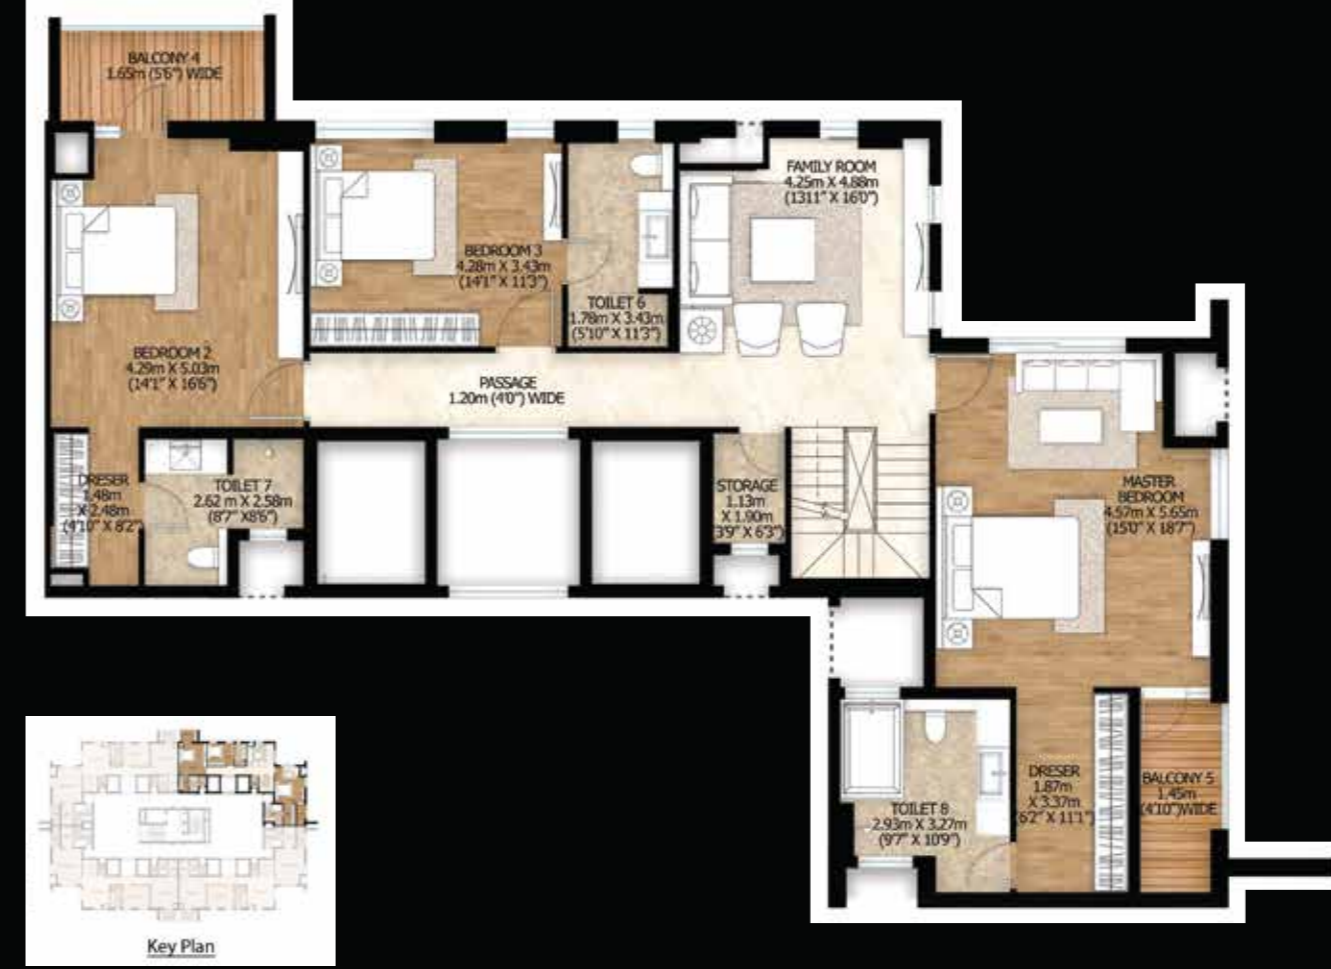 BALCONY 4
1.65m (5'6") WIDE
FAMILY ROOM
4.25m X 4.88m
(13'11" X 16'0")
BEDROOM 3
4.28m X 3.43m
(14'1" X 11'3")
TOILET 6
1.78m X 3.43m
(5'10" X 11'3")
BEDROOM 2
4.29m X 5.03m
(14'1" X 16'6")
PASSAGE
1.20m (4'0") WIDE
DRESER
1.48m
X 2.48m
(4'10" X 8'2"
TOILET 7
2.62 m X 2.58m
(8'7" X8'6")
STORAGE
1.13m
X 1.90m
(3'9" X 6'3")
MASTER
BEDROOM
4.57m X 5.65m
(15'0" X 18'7")
DRESER
1.87m
X 3.37m
(6'2" X 11'1")
BALCONY 5
1.45m
(4'10")WIDE
TOILET 8
2.93m X 3.27m
(9'7" X 10'9")
Key Plan